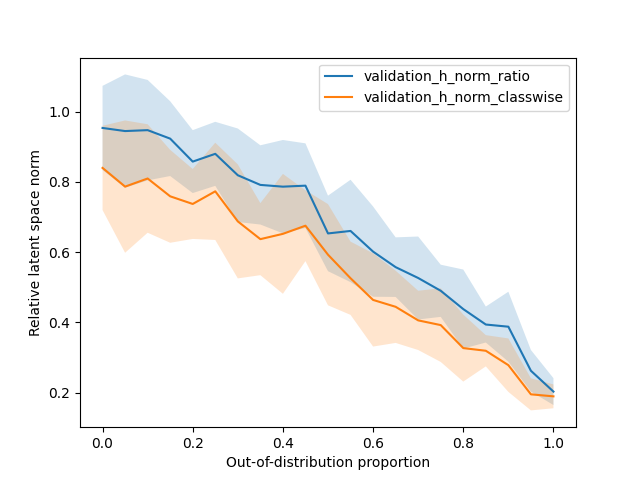 validation_h_norm_ratio
validation_h_norm_classwise
Relative latent space norm
1.0
0.8
0.6
0.4
0.2
0.0 0.2 0.4 0.6 0.8 1.0
Out-of-distribution proportion